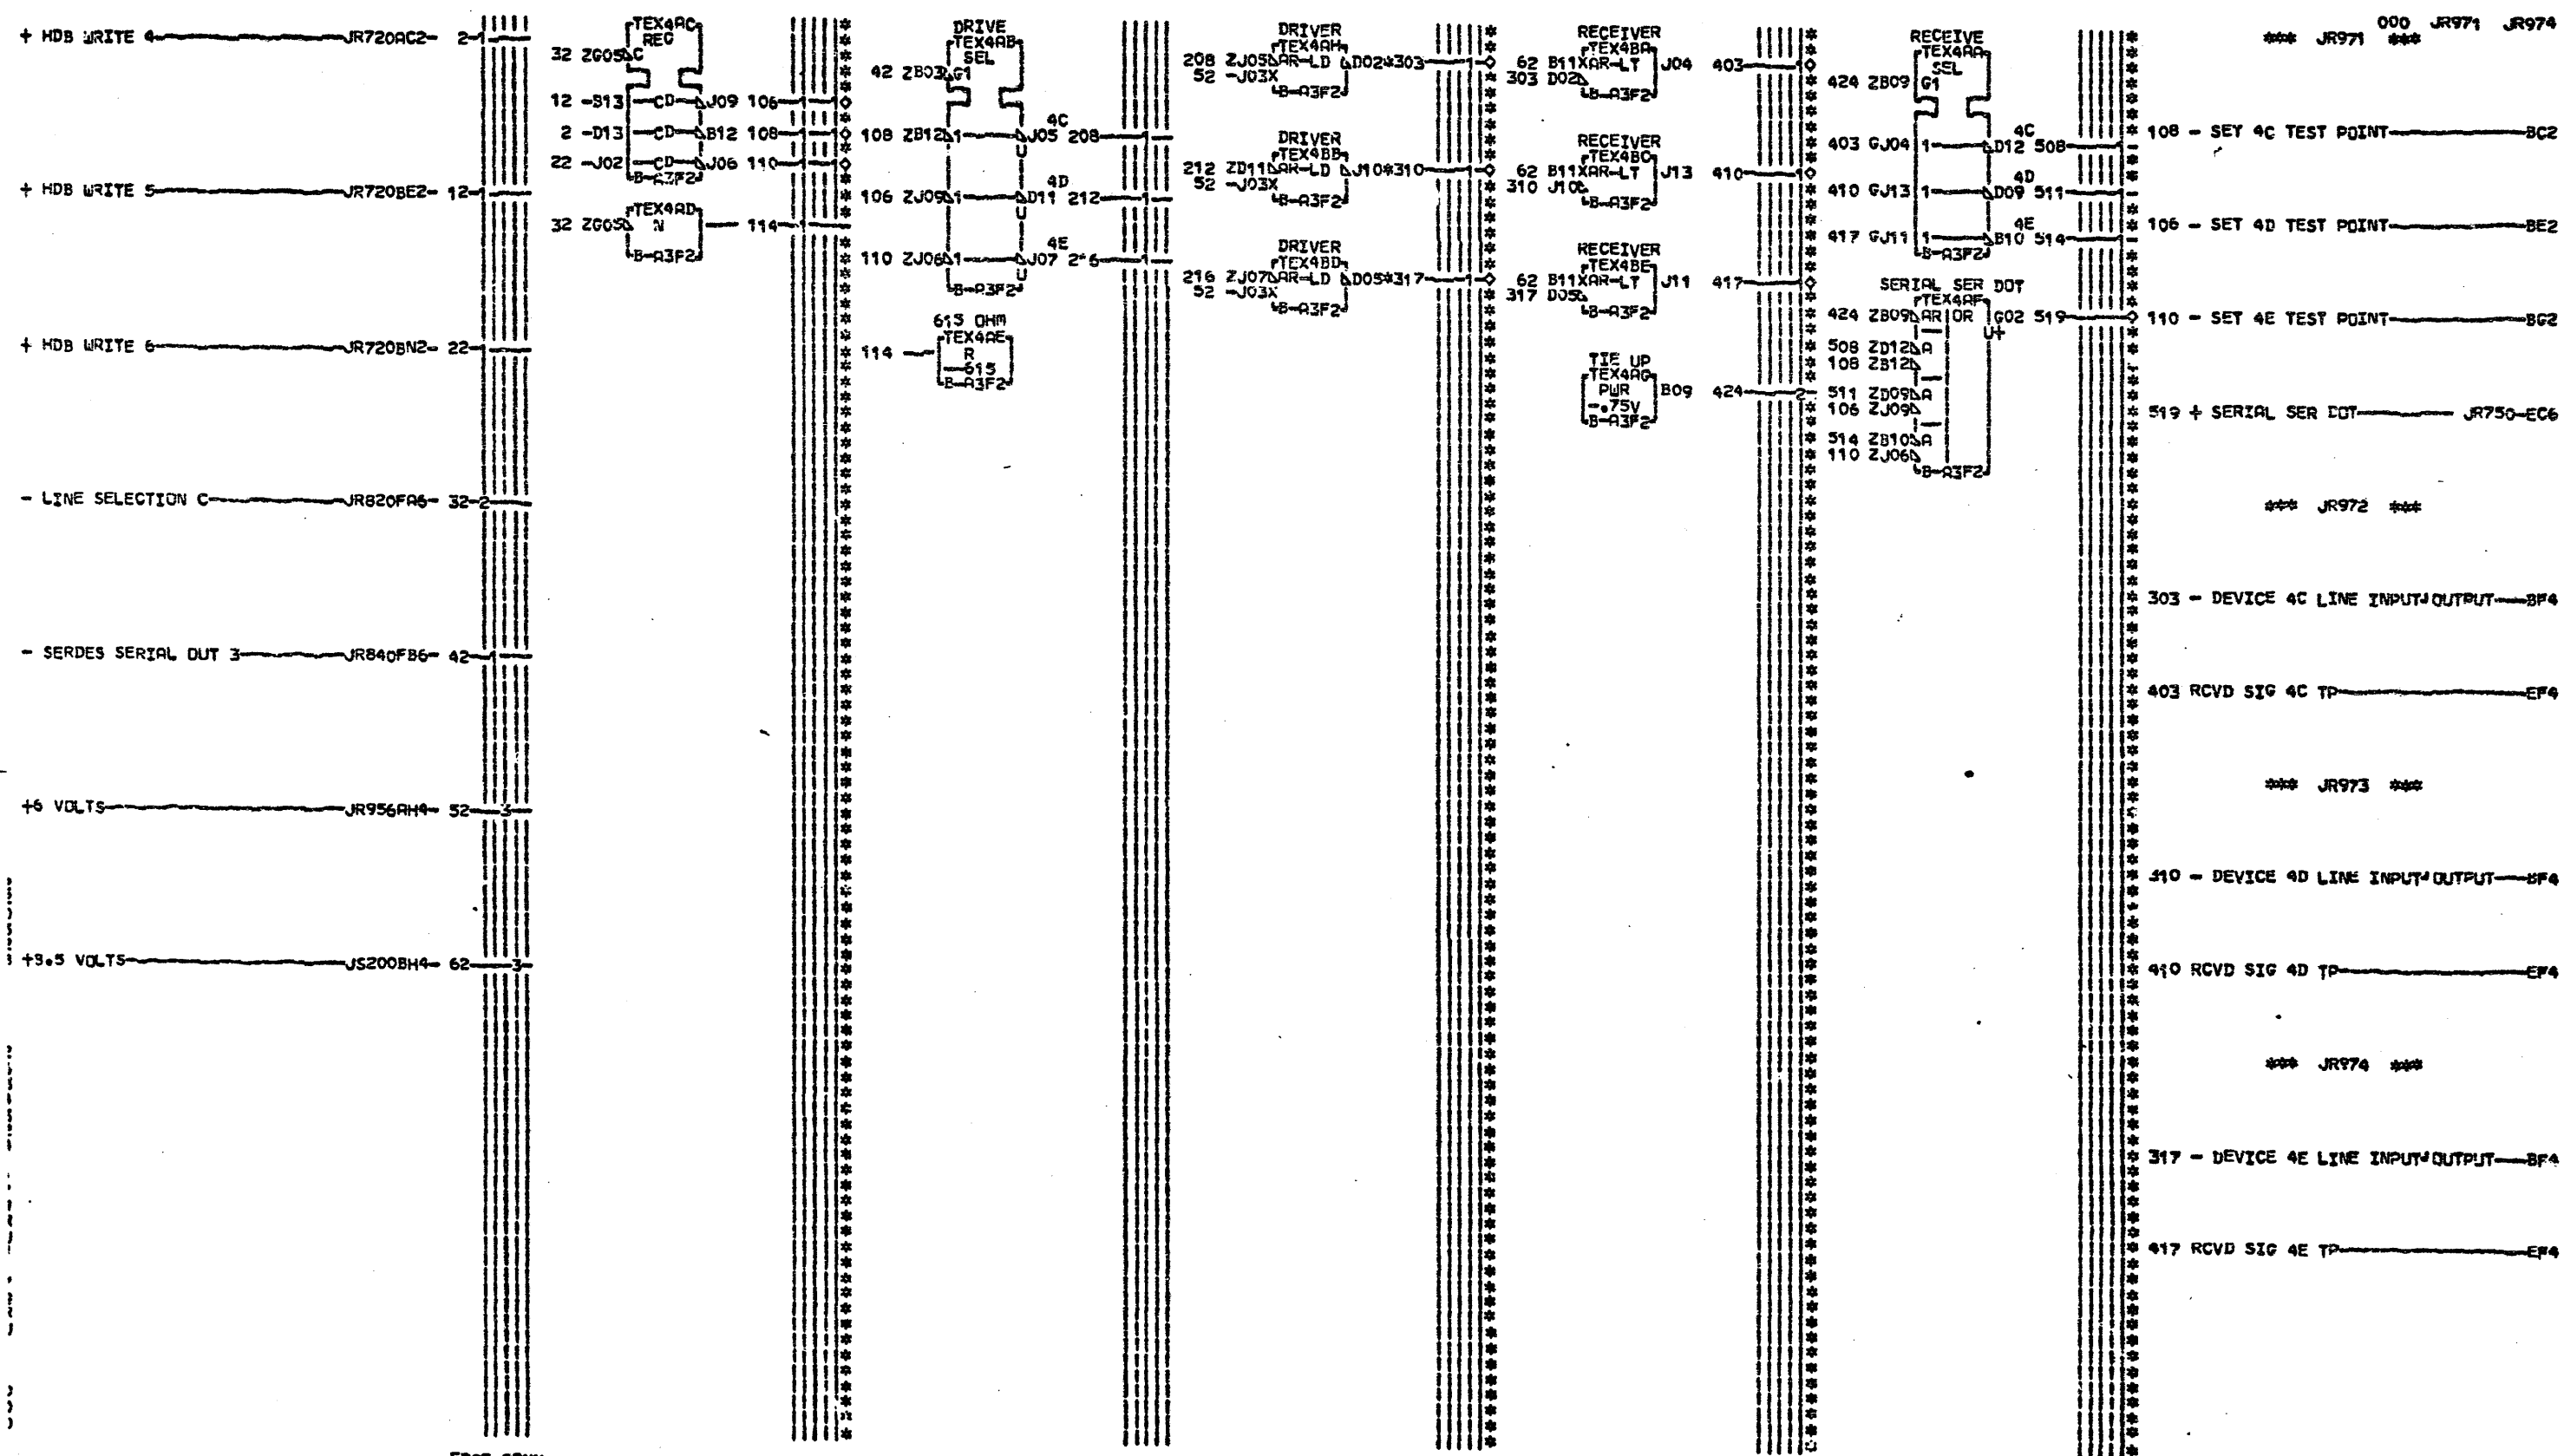 000 JR971 JR974
*** JR971 ***
+ HDB WRITE 4 JR720AC2- 2-1
+ HDB WRITE 5 JR720BE2- 12-1
+ HDB WRITE 6 JR720BN2- 22-1
- LINE SELECTION C JR820FA6- 32-2
- SERDES SERIAL OUT 3 JR840FB6- 42-1
+6 VOLTS JR956AH4- 52-3
JS200BH4- 62-3
TEX4AC
REG
32 ZG05 C
12 -B13 CD J09 106
2 -D13 CD B12 108
22 -J02 CD J06 110
B-A3F2
TEX4AD
32 ZG05 N 114
B-A3F2
DRIVE
TEX4AB
SEL
42 ZB03 G1
4C
108 ZB12 1 J05 208
U
4D
106 ZJ09 1 D11 212
U
4E
110 ZJ06 1 J07
U
B-A3F2
615 OHM
TEX4AE
114 R
615
B-A3F2
DRIVER
TEX4AH
208 ZJ05 AR-LD D02*303
52 -J03X
B-A3F2
DRIVER
TEX4BB
212 ZD11 AR-LD J10*310
52 -J03X
B-A3F2
DRIVER
TEX4BD
216 ZJ07 AR-LD D05*317
52 -J03X
B-A3F2
RECEIVER
TEX4BA
62 B11XAR-LT J04 403
303 D02
B-A3F2
RECEIVER
TEX4BC
62 B11XAR-LT J13 410
310 J10
B-A3F2
RECEIVER
TEX4BE
62 B11XAR-LT J11 417
317 D05
B-A3F2
TIE UP
TEX4AG
PWR B09 424
-.75V
B-A3F2
RECEIVE
TEX4AA
SEL
424 ZB09 G1
4C
403 GJ04 1 D12 508
4D
410 GJ13 1 D09 511
4E
417 GJ11 1 B10 514
B-A3F2
SERIAL SER DOT
TEX4AF
424 ZB09 AR OR G02 519
U+
508 ZD12 A
108 ZB12
511 ZD09 A
106 ZJ09
514 ZB10 A
110 ZJ06
B-A3F2
108 - SET 4C TEST POINT BC2
106 - SET 4D TEST POINT BE2
110 - SET 4E TEST POINT BG2
519 + SERIAL SER DOT JR750-EC6
*** JR972 ***
303 - DEVICE 4C LINE INPUT/OUTPUT BF4
403 RCVD SIG 4C TP EF4
*** JR973 ***
310 - DEVICE 4D LINE INPUT/OUTPUT BF4
410 RCVD SIG 4D TP EF4
*** JR974 ***
317 - DEVICE 4E LINE INPUT/OUTPUT BF4
417 RCVD SIG 4E TP EF4